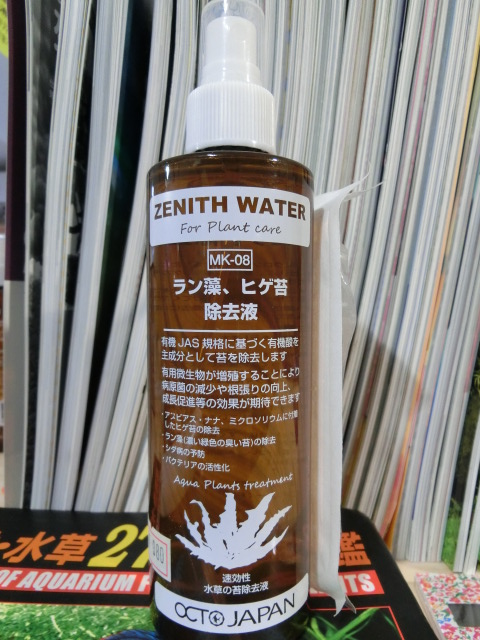 ZENITH WATER
For Plant care
MK-08
ラン藻、ヒゲ苔
除去液
有機 JAS 規格に基づく有機酸を
主成分として苔を除去します
有用微生物が増殖することにより
病原菌の減少や根張りの向上、
成長促進等の効果が期待できます
・アヌビアス・ナナ、ミクロソリウムに付着
したヒゲ苔の除去
・ラン藻(濃い緑色の臭い苔)の除去
・シダ病の予防
・バクテリアの活性化
Aqua Plants treatment
速効性
水草の苔除去液
OCTO JAPAN
水草 21
鑑
OF AQUARIUM
NTS